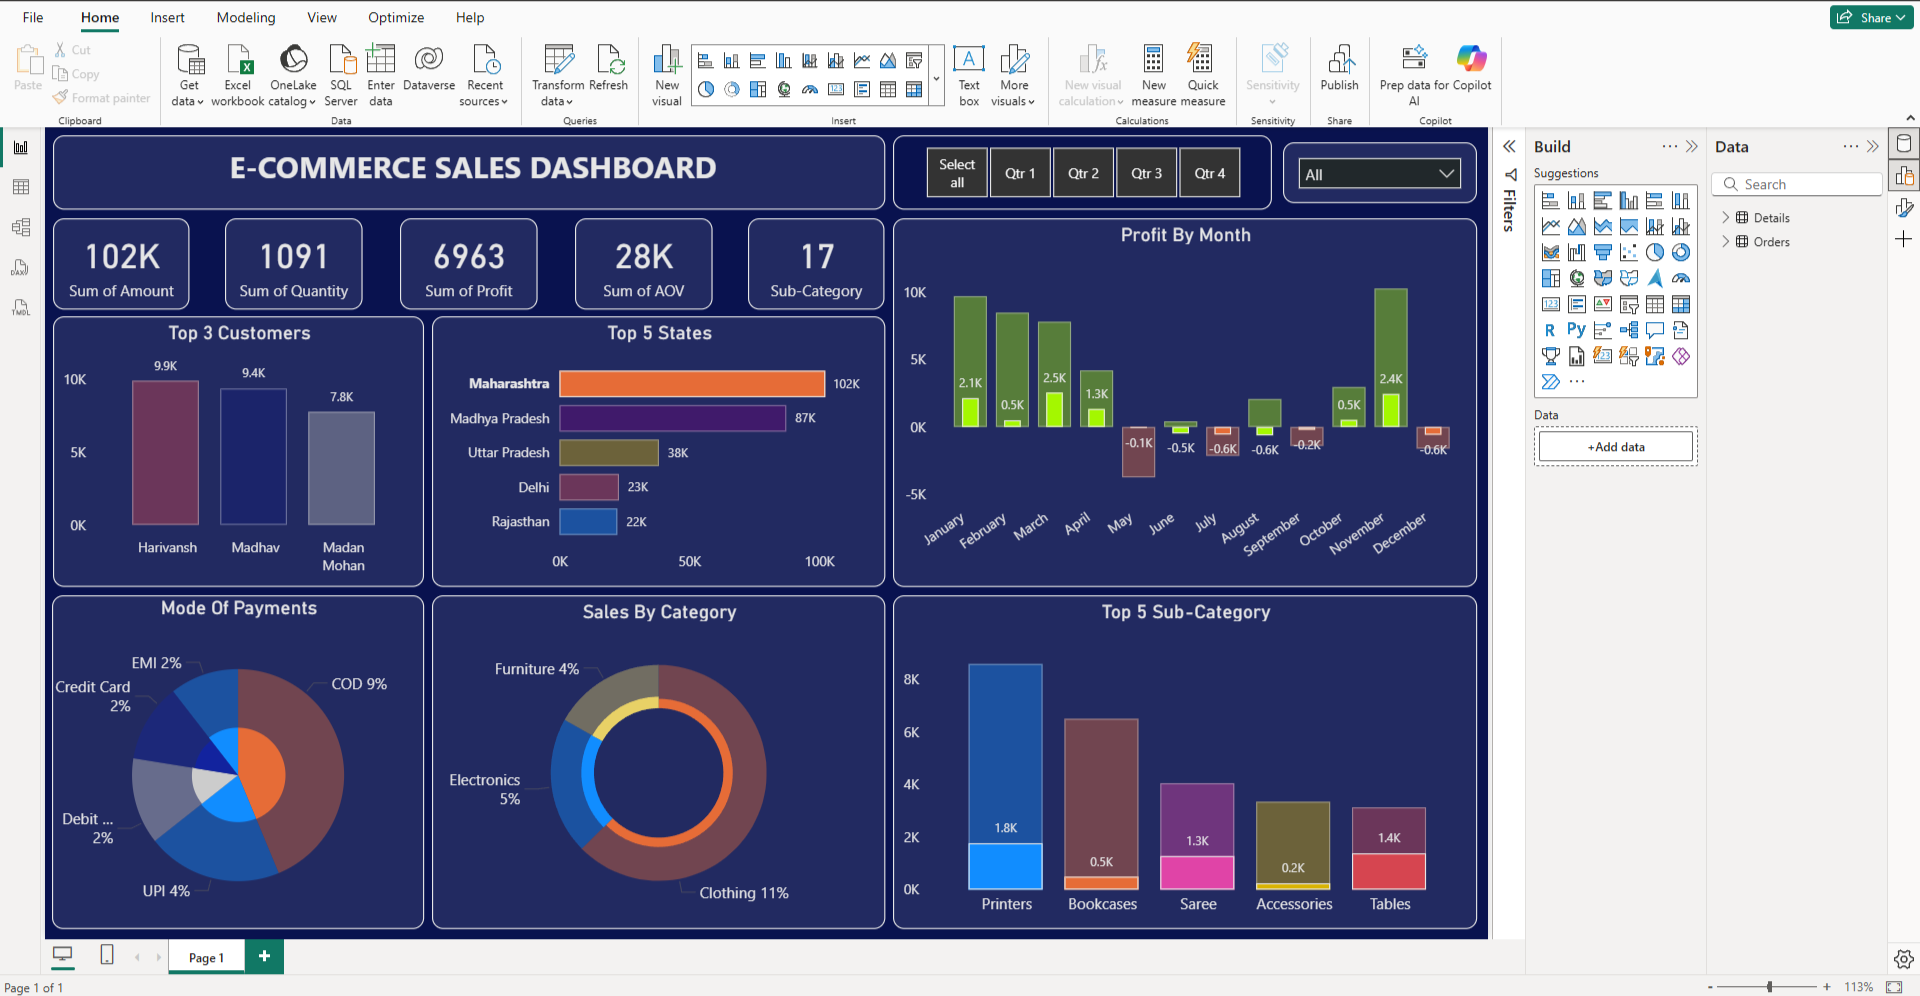 File Home Insert Modeling View Optimize Help Share
Paste
Cut
Copy
Format painter
Clipboard
Get data
Excel workbook
OneLake catalog
SQL Server
Enter data
Dataverse
Recent sources
Data
Transform data
Refresh
Queries
New visual
A
Text box
More visuals
Insert
New visual calculation
New measure
Quick measure
Calculations
Sensitivity
Sensitivity
Publish
Share
Prep data for AI
Copilot
Copilot
DAX
TMDL
E-COMMERCE SALES DASHBOARD
Select all
Qtr 1
Qtr 2
Qtr 3
Qtr 4
All
102K
Sum of Amount
1091
Sum of Quantity
6963
Sum of Profit
28K
Sum of AOV
17
Sub-Category
Top 3 Customers
10K
5K
0K
9.9K
9.4K
7.8K
Harivansh
Madhav
Madan
Mohan
Top 5 States
Maharashtra 102K
Madhya Pradesh 87K
Uttar Pradesh 38K
Delhi 23K
Rajasthan 22K
0K 50K 100K
Profit By Month
10K
5K
0K
-5K
2.1K
0.5K
2.5K
1.3K
-0.1K
-0.5K
-0.6K
-0.6K
-0.2K
0.5K
2.4K
-0.6K
January
February
March
April
May
June
July
August
September
October
November
December
Mode Of Payments
EMI 2%
Credit Card
2%
Debit ...
2%
UPI 4%
COD 9%
Sales By Category
Furniture 4%
Electronics
5%
Clothing 11%
Top 5 Sub-Category
8K
6K
4K
2K
0K
1.8K
0.5K
1.3K
0.2K
1.4K
Printers
Bookcases
Saree
Accessories
Tables
Filters
Build
Suggestions
123
R
Py
123
Data
+Add data
Data
Search
Details
Orders
Page 1
+
Page 1 of 1
- + 113%